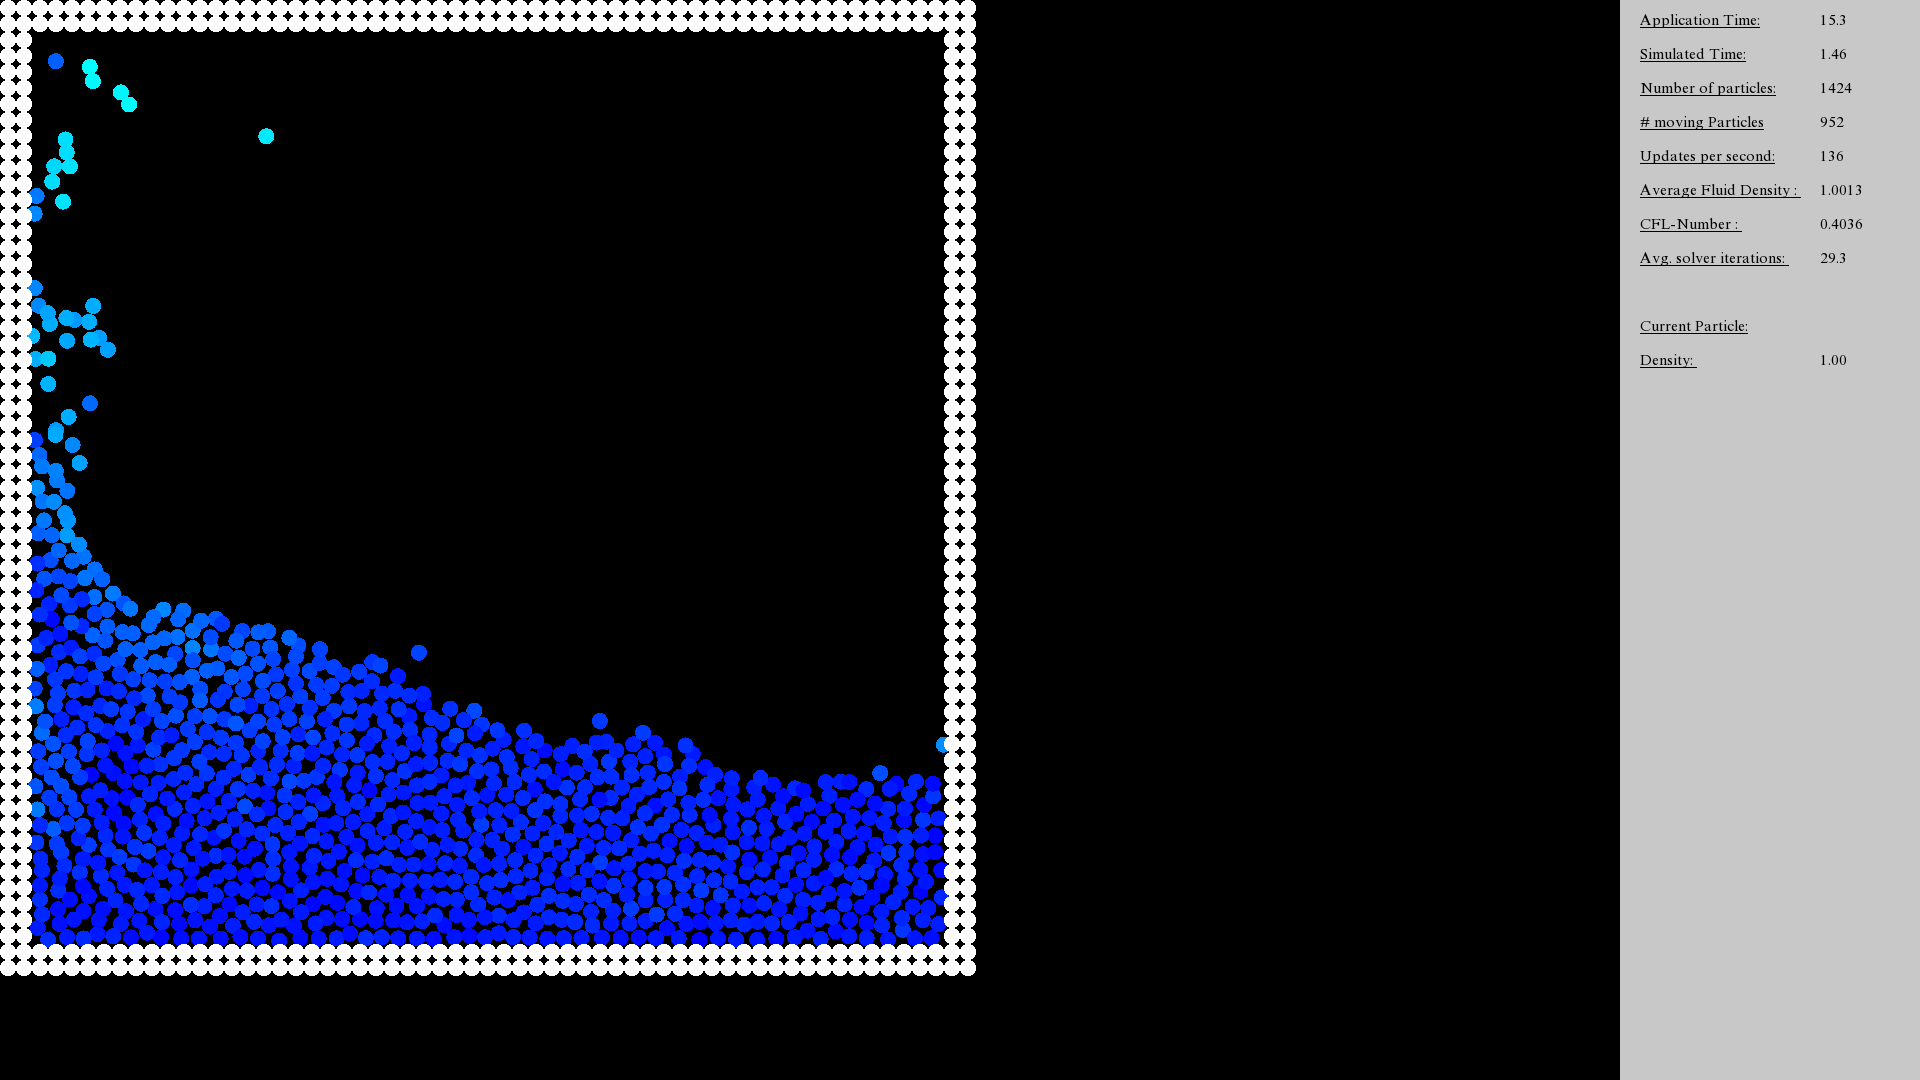 Application Time: 15.3
Simulated Time: 1.46
Number of particles: 1424
# moving Particles 952
Updates per second: 136
Average Fluid Density : 1.0013
CFL-Number : 0.4036
Avg. solver iterations: 29.3
Current Particle:
Density: 1.00